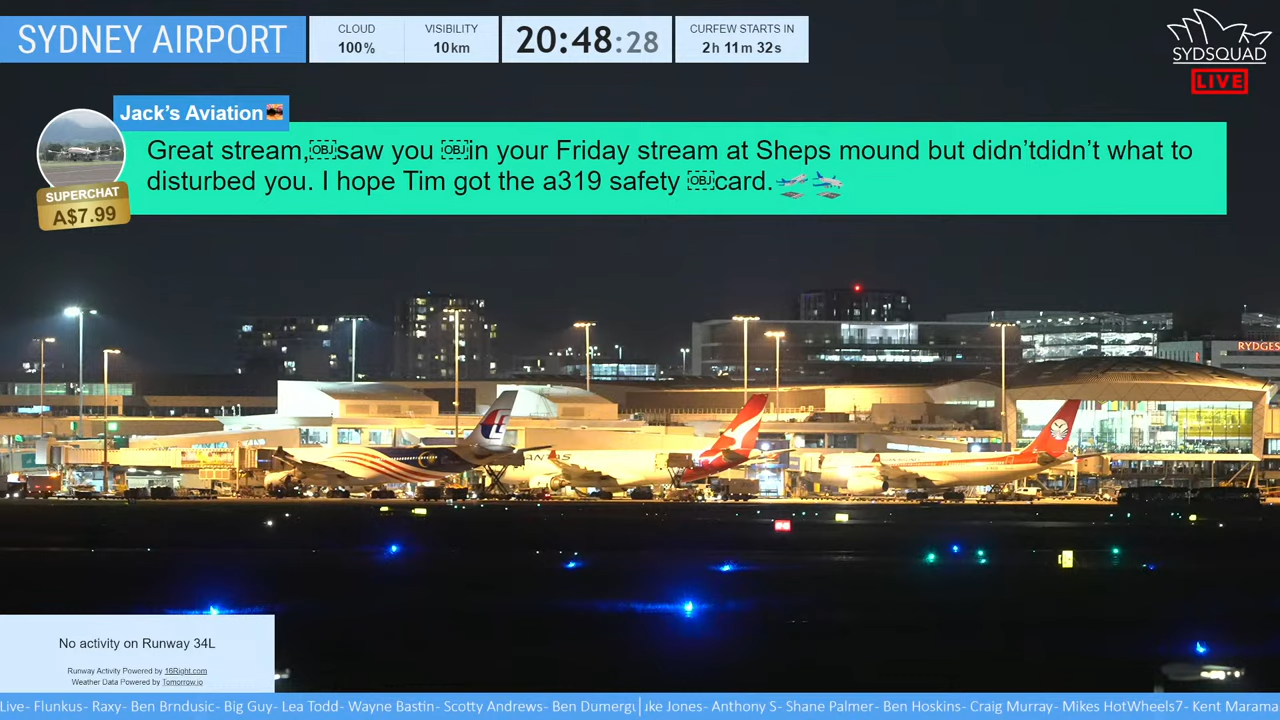 SYDNEY AIRPORT
CLOUD
100%
VISIBILITY
10km
20:48:28
CURFEW STARTS IN
2h 11m 32s
SYDSQUAD
LIVE
Jack's Aviation
Great stream,￼saw you ￼in your Friday stream at Sheps mound but didn'tdidn't what to
disturbed you. I hope Tim got the a319 safety ￼card.
SUPERCHAT
A$7.99
RYDGES
No activity on Runway 34L
Runway Activity Powered by 16Right.com
Weather Data Powered by Tomorrow.io
Live- Flunkus- Raxy- Ben Brndusic- Big Guy- Lea Todd- Wayne Bastin- Scotty Andrews- Ben Dumergu
ke Jones- Anthony S- Shane Palmer- Ben Hoskins- Craig Murray- Mikes HotWheels7- Kent Marama